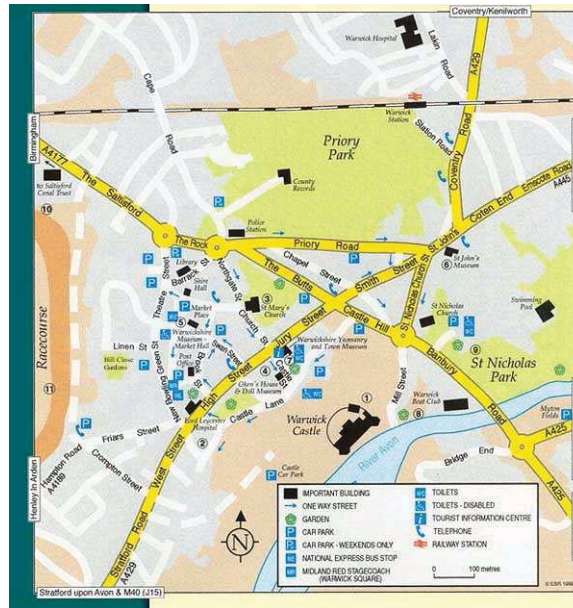 Coventry/Kenilworth
Warwick Hospital
Lakin
Road
A429
Cape
Road
Warwick
Station
Station Road
Coventry Road
Birmingham
A4177
The Saltisford
Priory
Park
County
Records
Emscote Road
A445
Coten End
to Saltisford
Canal Trust
10
Police
Station
The Rock
Priory Road
St. John's
St John's
Museum
6
Library
Barrack St
Shire
Hall
Northgate St
Chapel Street
The Butts
Smith Street
St Nicholas Church St
Theatre Street
Market
Place
3
St Mary's
Church
Church St
Castle Hill
St Nicholas
Church
Swimming
Pool
Racecourse
Linen St
5
Warwickshire
Museum -
Market Hall
Swan Street
Jury Street
Warwickshire Yeomanry
and Town Museum
7
9
St Nicholas
Park
Hill Close
Gardens
New Bowling Green St
Post
Office
Brook St
4
Castle St
Banbury Road
11
High Street
Oken's House
& Doll Museum
Mill Street
Warwick
Boat Club
8
Myton
Fields
Lord Leycester
Hospital
Castle Lane
1
Warwick
Castle
A425
Friars Street
2
River Avon
Bridge End
A425
Hampton Road
A4189
Crompton Street
West Street
Castle
Car Park
Henley In Arden
Stratford Road
A429
N
IMPORTANT BUILDING
ONE WAY STREET
GARDEN
CAR PARK
CAR PARK - WEEKENDS ONLY
NATIONAL EXPRESS BUS STOP
MIDLAND RED STAGECOACH
(WARWICK SQUARE)
TOILETS
TOILETS - DISABLED
TOURIST INFORMATION CENTRE
TELEPHONE
RAILWAY STATION
0 100 metres
Stratford upon Avon & M40 (J15)